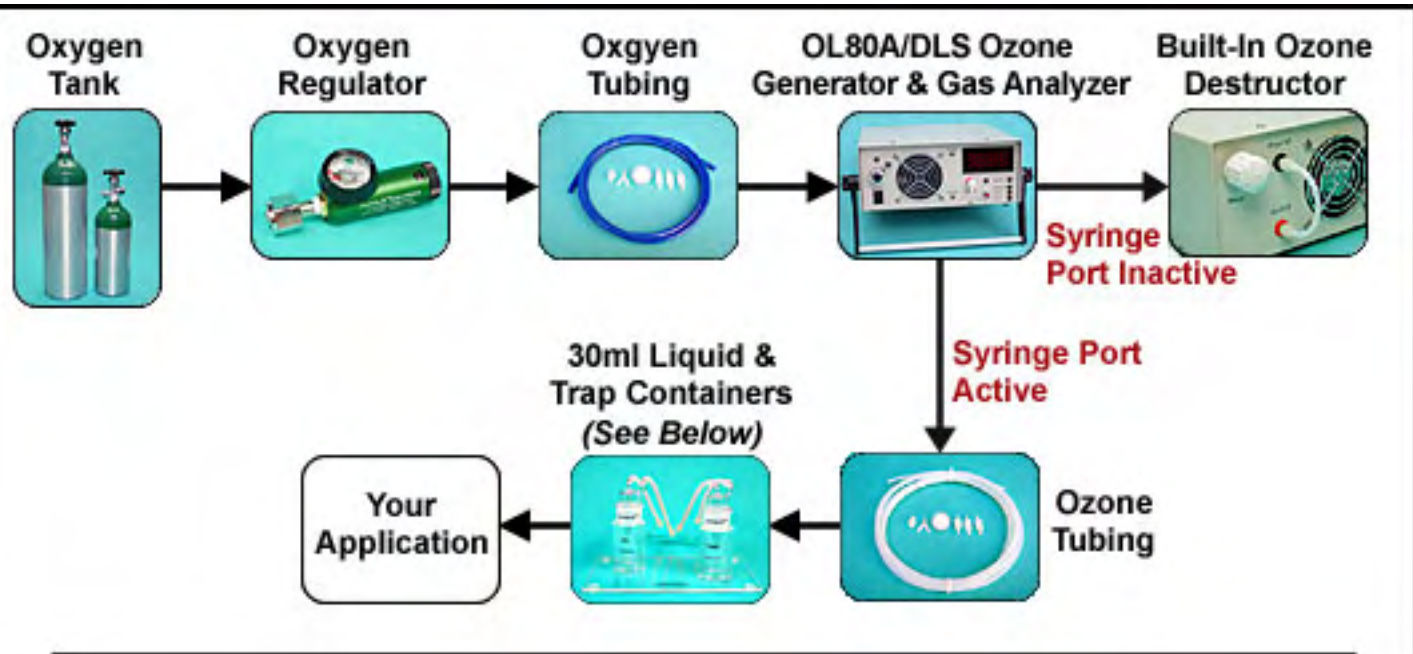 Oxygen
Tank
Oxygen
Regulator
Oxgyen
Tubing
OL80A/DLS Ozone
Generator & Gas Analyzer
Built-In Ozone
Destructor
Syringe
Port Inactive
Syringe Port
Active
30ml Liquid &
Trap Containers
(See Below)
Your
Application
Ozone
Tubing